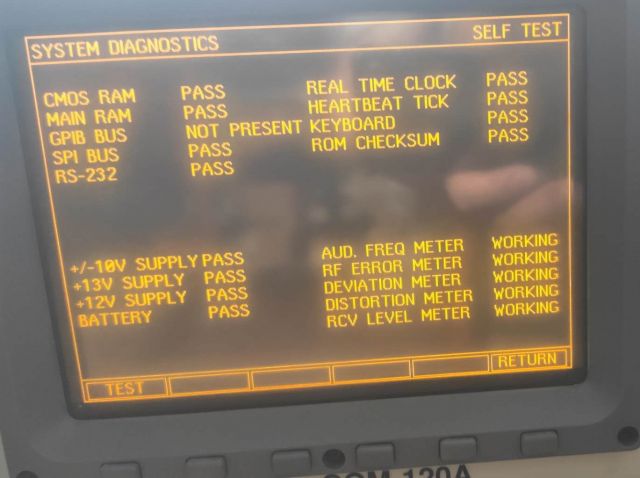 SYSTEM DIAGNOSTICS SELF TEST
CMOS RAM PASS REAL TIME CLOCK PASS
MAIN RAM PASS HEARTBEAT TICK PASS
GPIB BUS NOT PRESENT KEYBOARD PASS
SPI BUS PASS ROM CHECKSUM PASS
RS-232 PASS
+/-10V SUPPLY PASS AUD. FREQ METER WORKING
+13V SUPPLY PASS RF ERROR METER WORKING
+12V SUPPLY PASS DEVIATION METER WORKING
BATTERY PASS DISTORTION METER WORKING
RCV LEVEL METER WORKING
TEST RETURN
120A